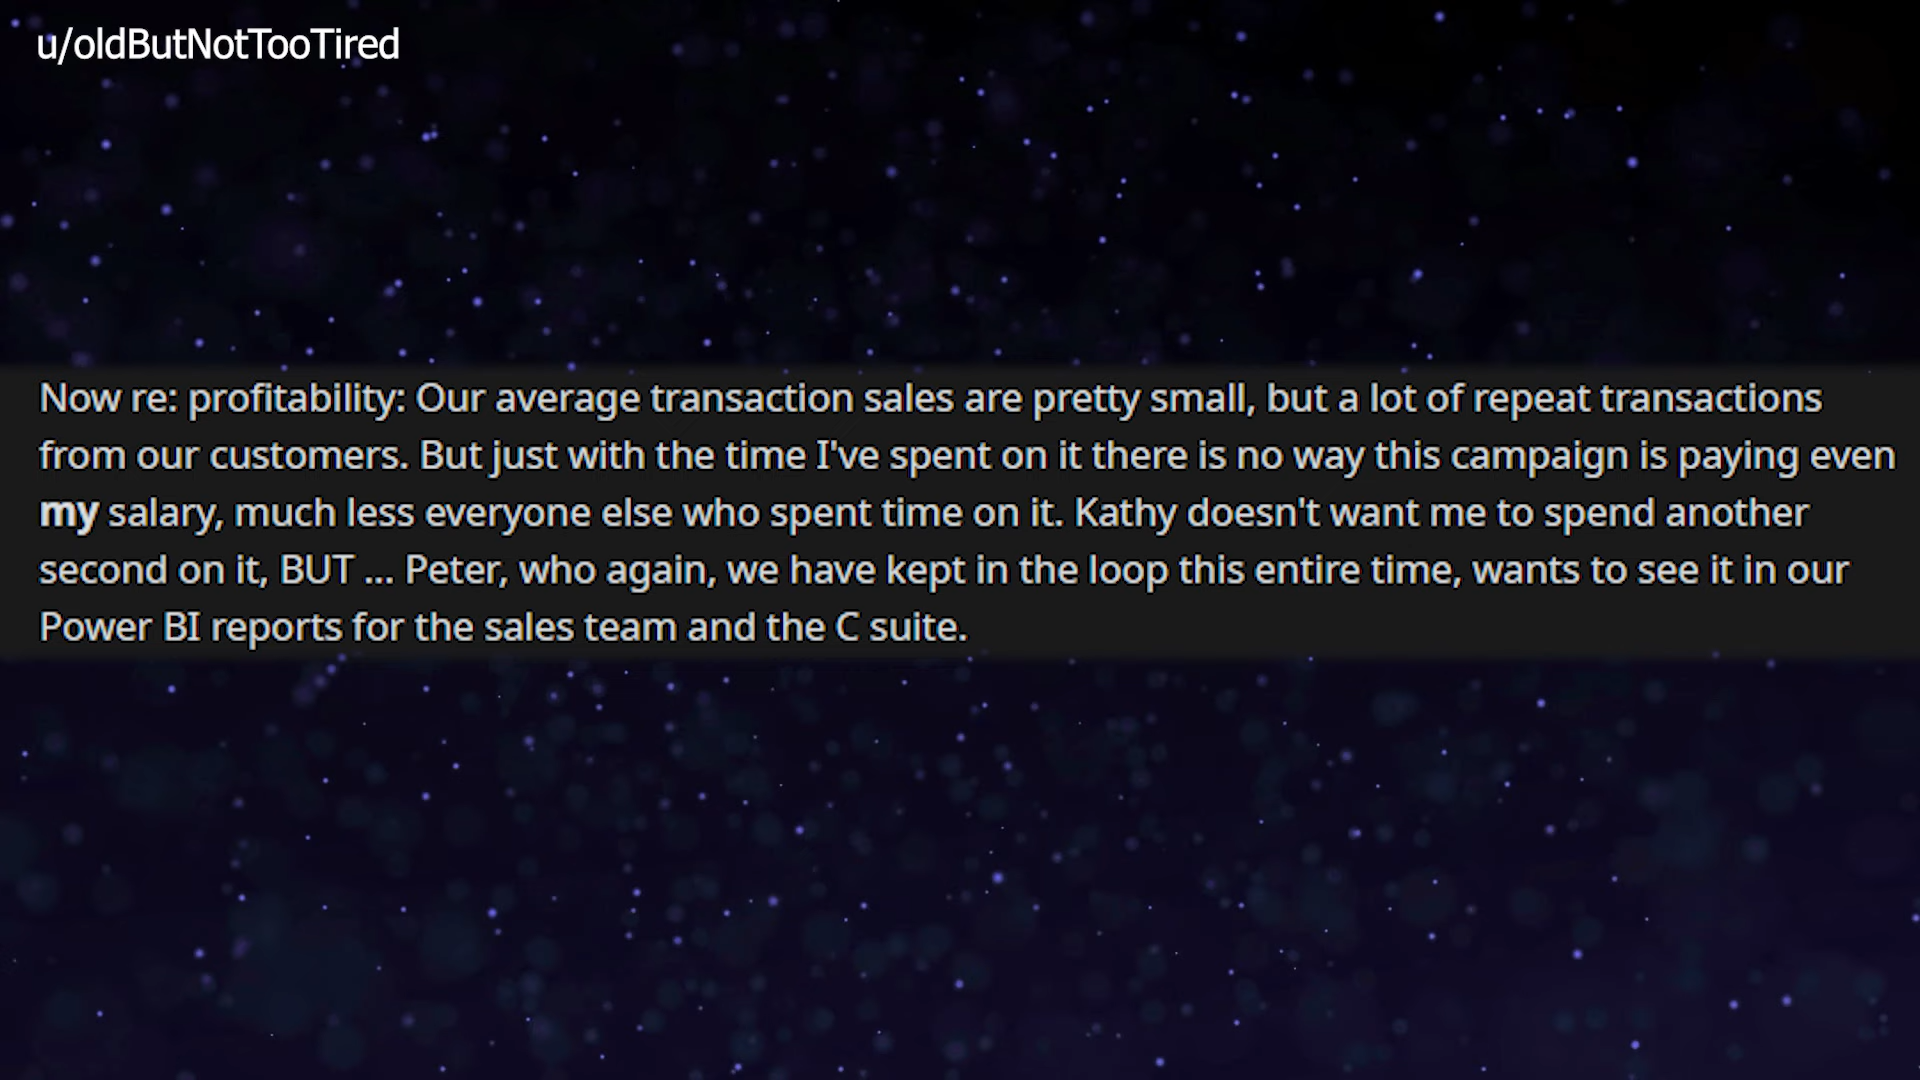 u/oldButNotTooTired
Now re: profitability: Our average transaction sales are pretty small, but a lot of repeat transactions
from our customers. But just with the time I've spent on it there is no way this campaign is paying even
my salary, much less everyone else who spent time on it. Kathy doesn't want me to spend another
second on it, BUT ... Peter, who again, we have kept in the loop this entire time, wants to see it in our
Power BI reports for the sales team and the C suite.